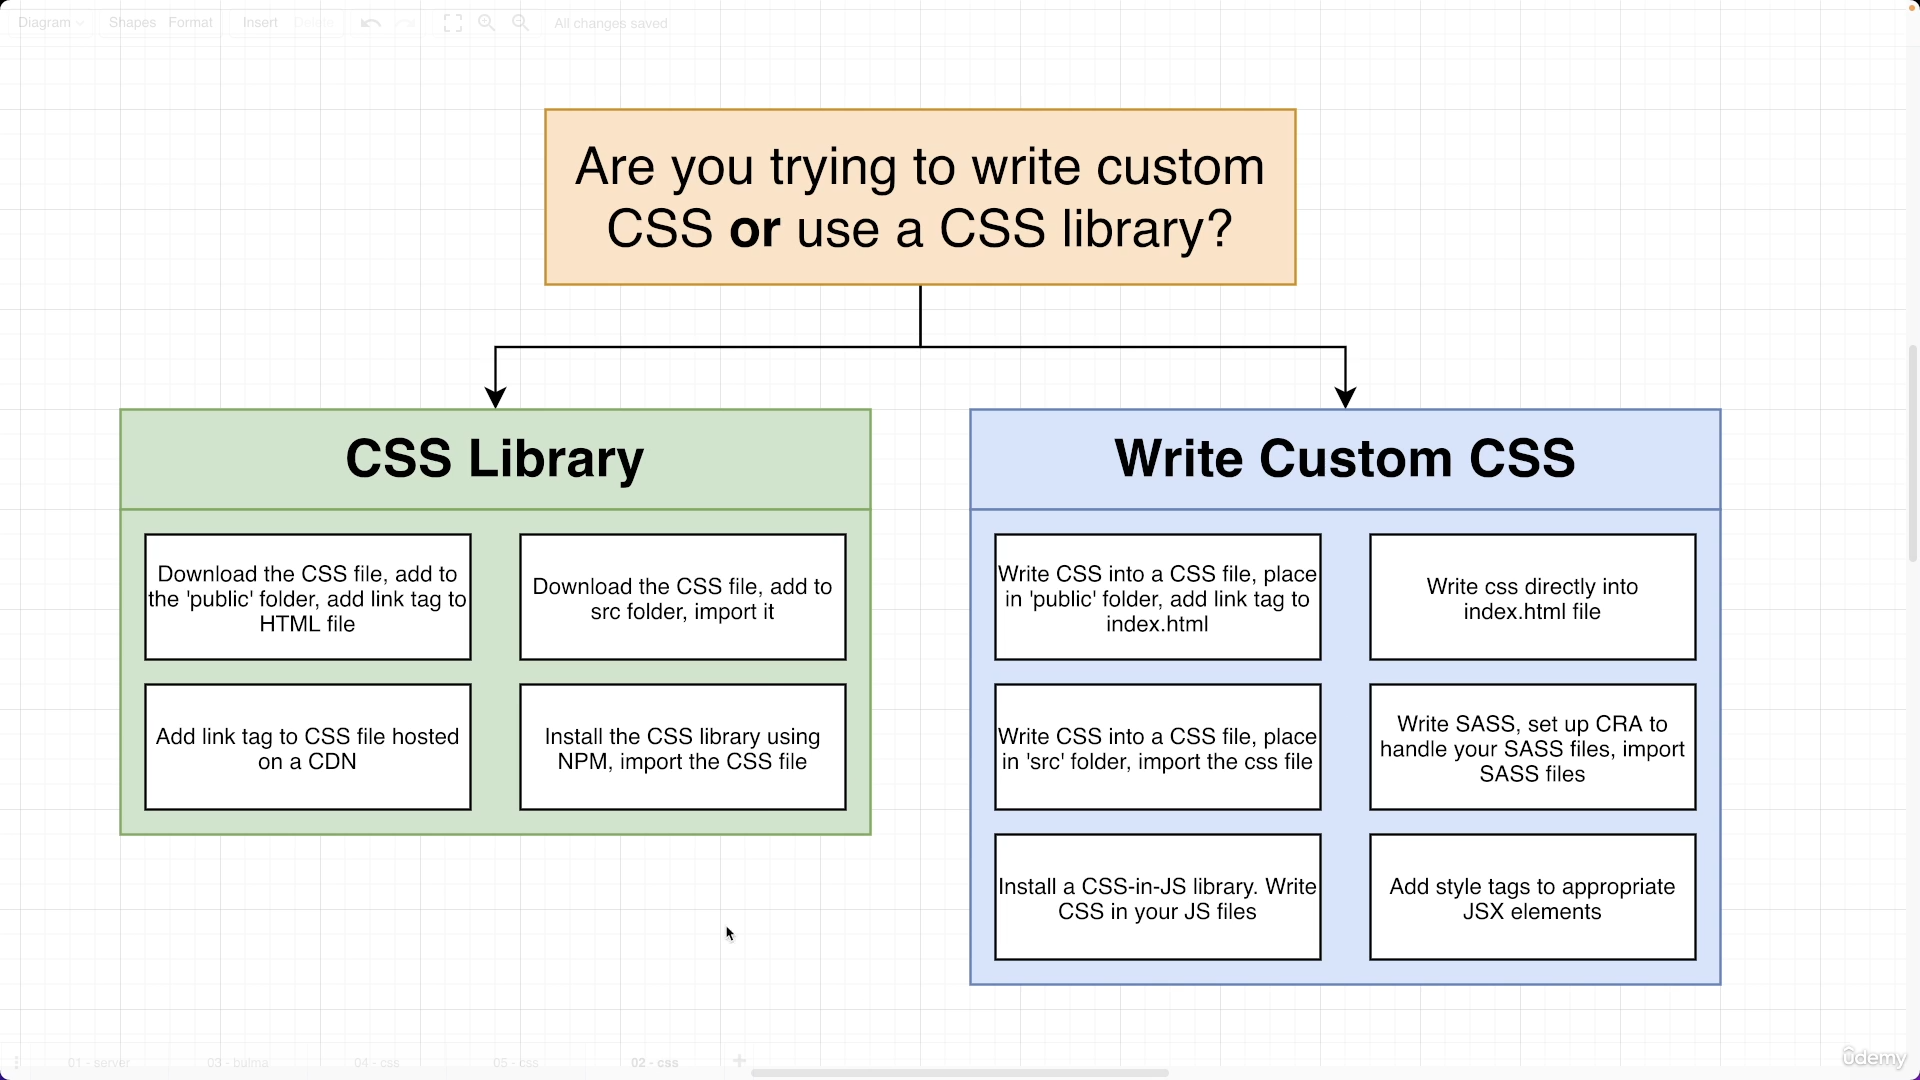 Diagram Shapes Format Insert Delete All changes saved
Are you trying to write custom
CSS or use a CSS library?
CSS Library
Download the CSS file, add to
the 'public' folder, add link tag to
HTML file
Download the CSS file, add to
src folder, import it
Add link tag to CSS file hosted
on a CDN
Install the CSS library using
NPM, import the CSS file
Write Custom CSS
Write CSS into a CSS file, place
in 'public' folder, add link tag to
index.html
Write css directly into
index.html file
Write CSS into a CSS file, place
in 'src' folder, import the css file
Write SASS, set up CRA to
handle your SASS files, import
SASS files
Install a CSS-in-JS library. Write
CSS in your JS files
Add style tags to appropriate
JSX elements
01 - server 03 - bulma 04 - css 05 - css 02 - css
ûdemy